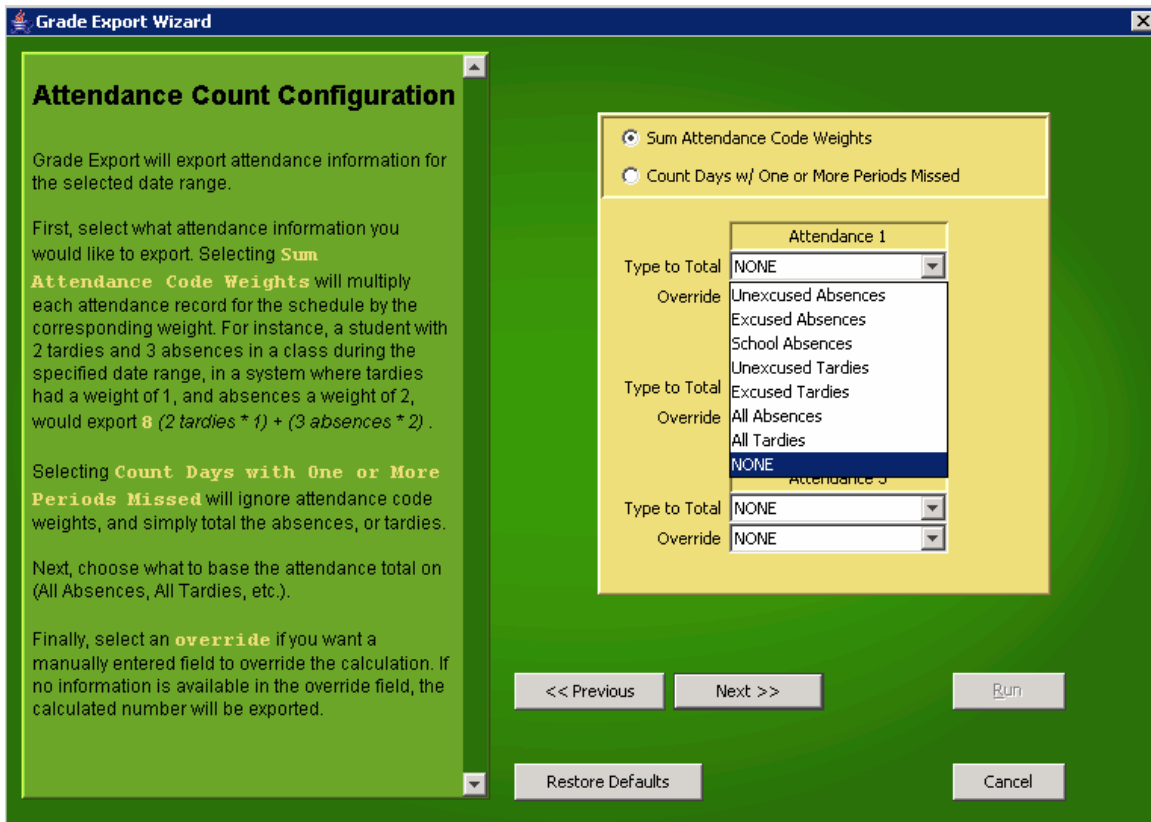 Grade Export Wizard
Attendance Count Configuration
Grade Export will export attendance information for
the selected date range.
First, select what attendance information you
would like to export. Selecting Sum
Attendance Code Weights will multiply
each attendance record for the schedule by the
corresponding weight. For instance, a student with
2 tardies and 3 absences in a class during the
specified date range, in a system where tardies
had a weight of 1, and absences a weight of 2,
would export 8 (2 tardies * 1) + (3 absences * 2) .
Selecting Count Days with One or More
Periods Missed will ignore attendance code
weights, and simply total the absences, or tardies.
Next, choose what to base the attendance total on
(All Absences, All Tardies, etc.).
Finally, select an override if you want a
manually entered field to override the calculation. If
no information is available in the override field, the
calculated number will be exported.
Sum Attendance Code Weights
Count Days w/ One or More Periods Missed
Attendance 1
Type to Total NONE
Override
Unexcused Absences
Excused Absences
School Absences
Unexcused Tardies
Excused Tardies
All Absences
All Tardies
NONE
Type to Total
Override
Attendance 3
Type to Total NONE
Override NONE
<< Previous
Next >>
Run
Restore Defaults
Cancel